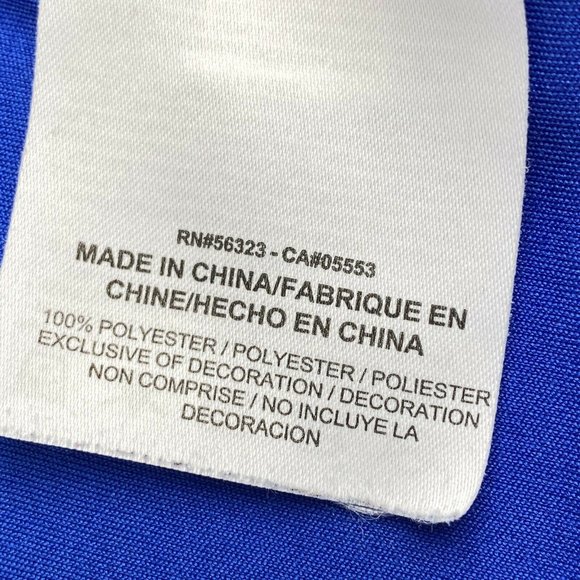 RN#56323 - CA#05553
MADE IN CHINA/FABRIQUE EN
CHINE/HECHO EN CHINA
100% POLYESTER / POLYESTER / POLIESTER
EXCLUSIVE OF DECORATION / DECORATION
NON COMPRISE / NO INCLUYE LA
DECORACION